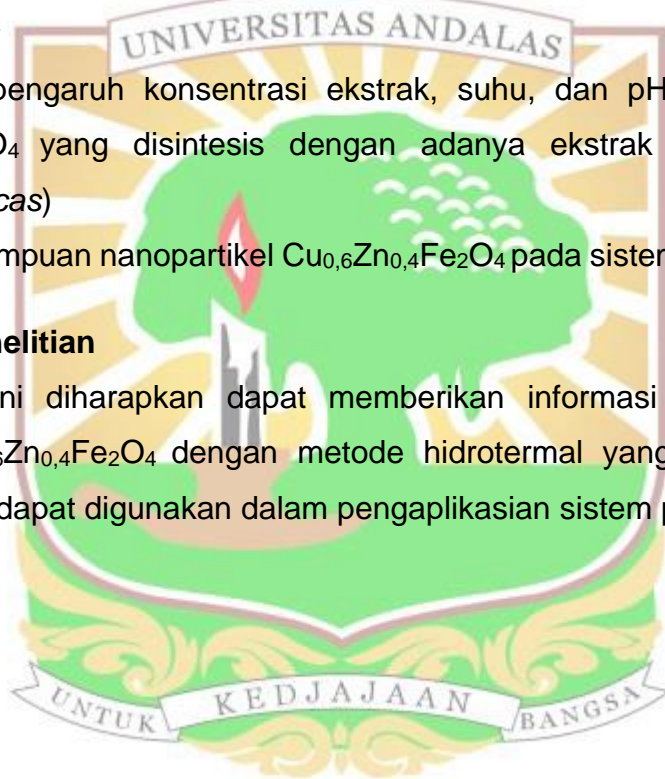 UNIVERSITAS ANDALAS
pengaruh konsentrasi ekstrak, suhu, dan pH
O₄ yang disintesis dengan adanya ekstrak
cas)
mpuan nanopartikel Cu₀,₆Zn₀,₄Fe₂O₄ pada sistem
nelitian
ni diharapkan dapat memberikan informasi
₆Zn₀,₄Fe₂O₄ dengan metode hidrotermal yang
dapat digunakan dalam pengaplikasian sistem p
UNTUK KEDJAJAAN BANGSA